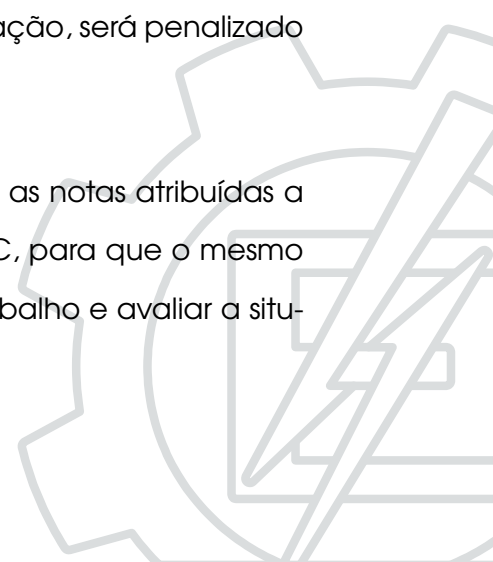 ação, será penalizado
as notas atribuídas a
C, para que o mesmo
balho e avaliar a situ-